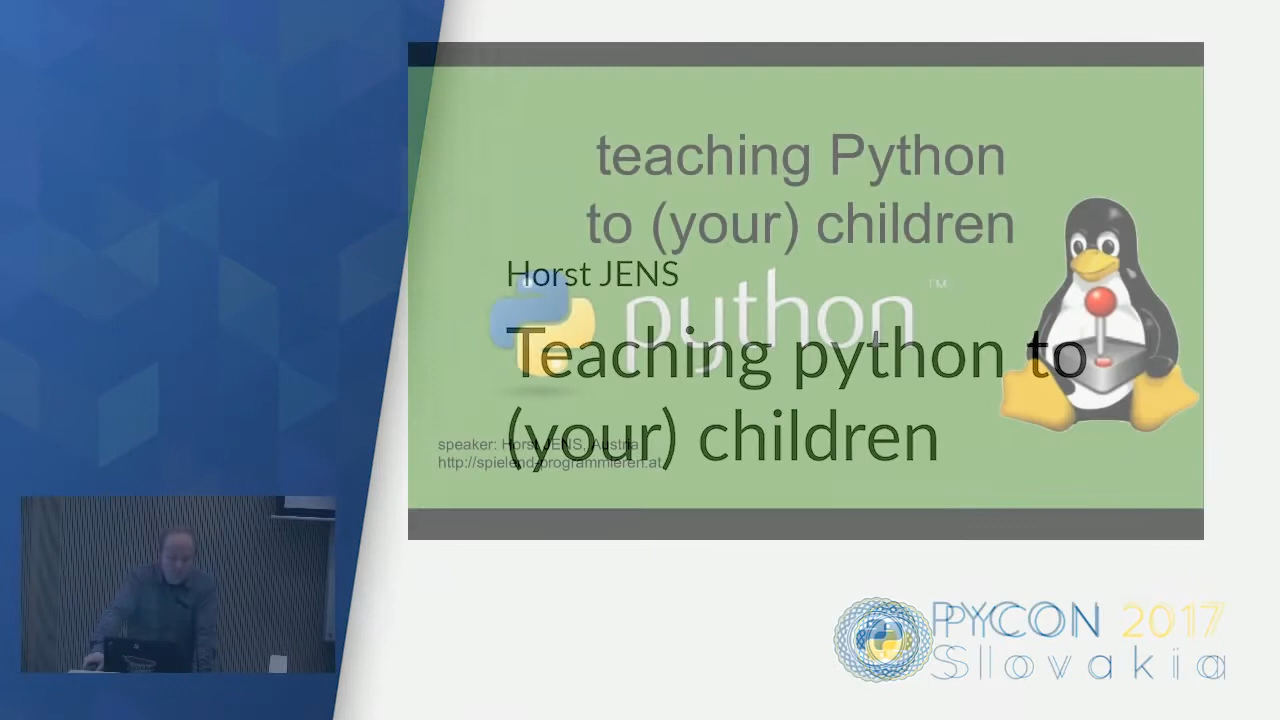 teaching Python
to (your) children
Horst JENS
python
TM
Teaching python to
(your) children
speaker: Horst JENS, Austria
http://spielend-programmieren.at
PYCON 2017
Slovakia